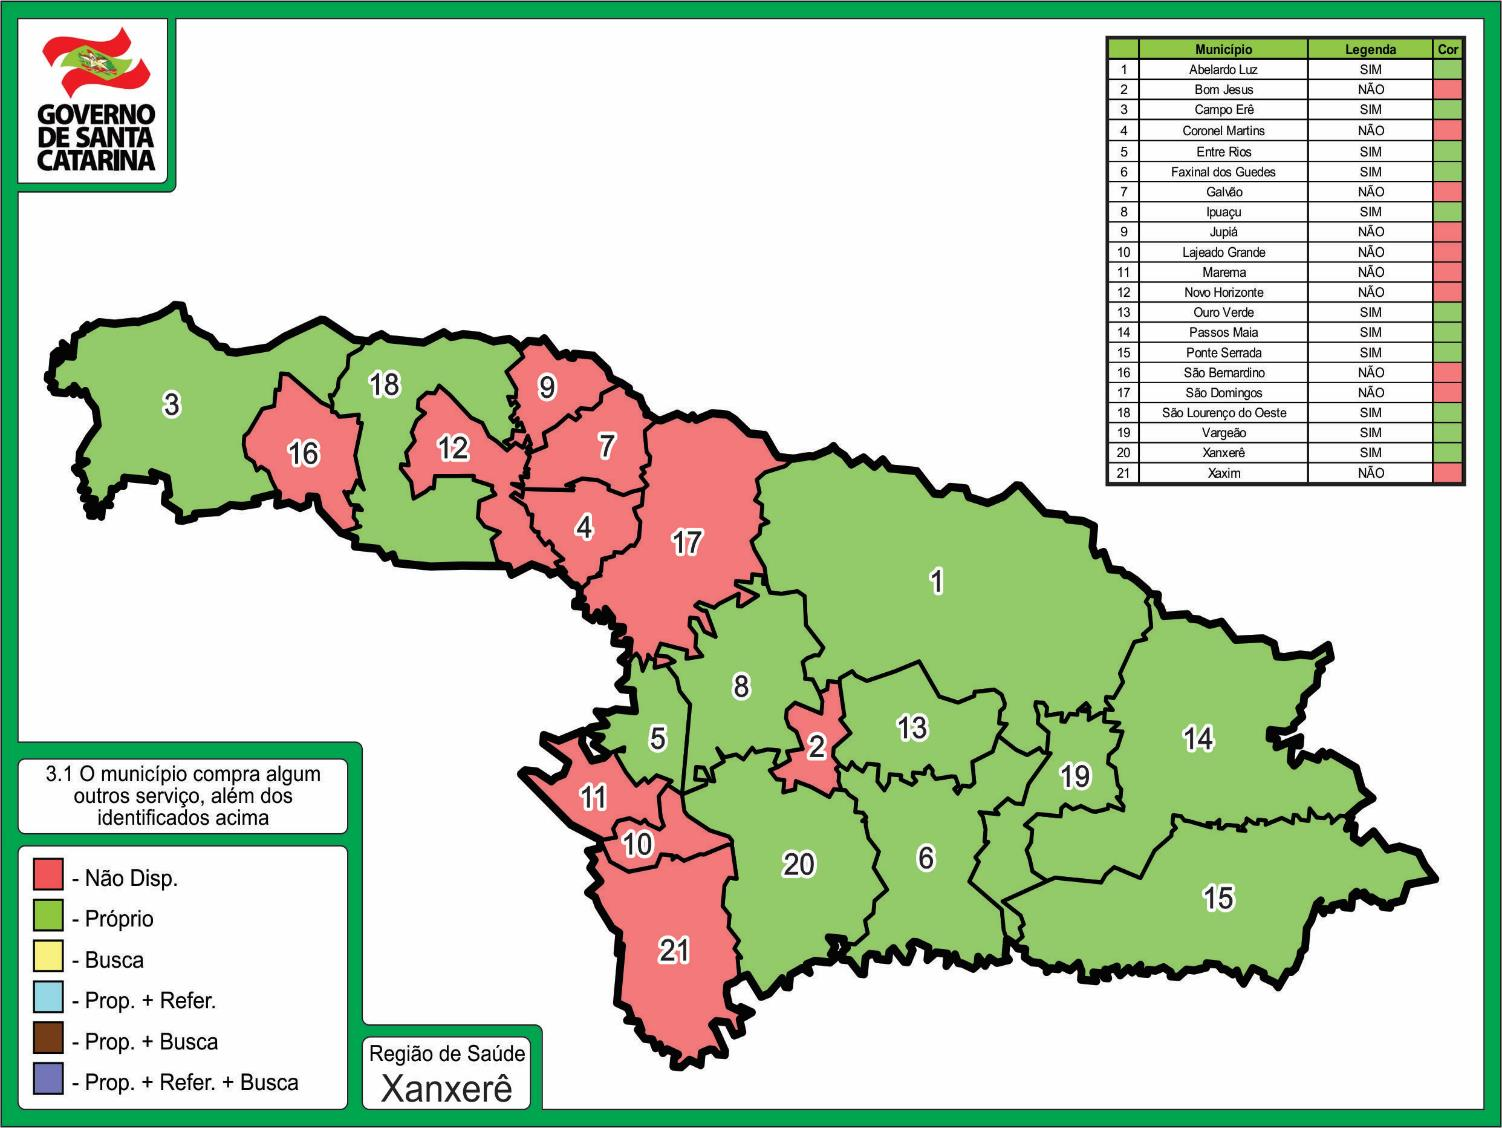 GOVERNO
DE SANTA
CATARINA
Município Legenda Cor
1 Abelardo Luz SIM
2 Bom Jesus NÃO
3 Campo Erê SIM
4 Coronel Martins NÃO
5 Entre Rios SIM
6 Faxinal dos Guedes SIM
7 Galvão NÃO
8 Ipuaçu SIM
9 Jupiá NÃO
10 Lajeado Grande NÃO
11 Marema NÃO
12 Novo Horizonte NÃO
13 Ouro Verde SIM
14 Passos Maia SIM
15 Ponte Serrada SIM
16 São Bernardino NÃO
17 São Domingos NÃO
18 São Lourenço do Oeste SIM
19 Vargeão SIM
20 Xanxerê SIM
21 Xaxim NÃO
3
18
9
16
12
7
4
17
1
8
5
2
13
14
19
11
10
20
6
15
21
3.1 O município compra algum
outros serviço, além dos
identificados acima
- Não Disp.
- Próprio
- Busca
- Prop. + Refer.
- Prop. + Busca
- Prop. + Refer. + Busca
Região de Saúde
Xanxerê